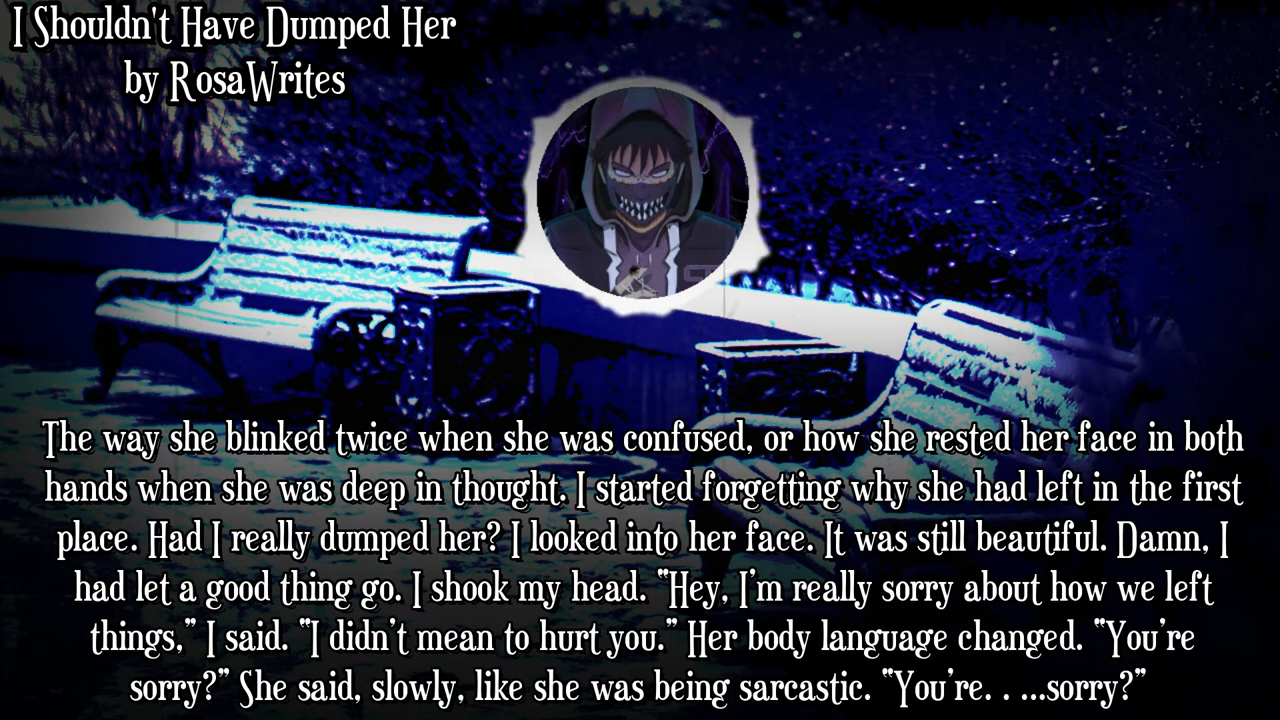 I Shouldn't Have Dumped Her
by RosaWrites
The way she blinked twice when she was confused, or how she rested her face in both
hands when she was deep in thought. I started forgetting why she had left in the first
place. Had I really dumped her? I looked into her face. It was still beautiful. Damn, I
had let a good thing go. I shook my head. “Hey, I’m really sorry about how we left
things,” I said. “I didn’t mean to hurt you.” Her body language changed. “You’re
sorry?” She said, slowly, like she was being sarcastic. “You’re. . ...sorry?”